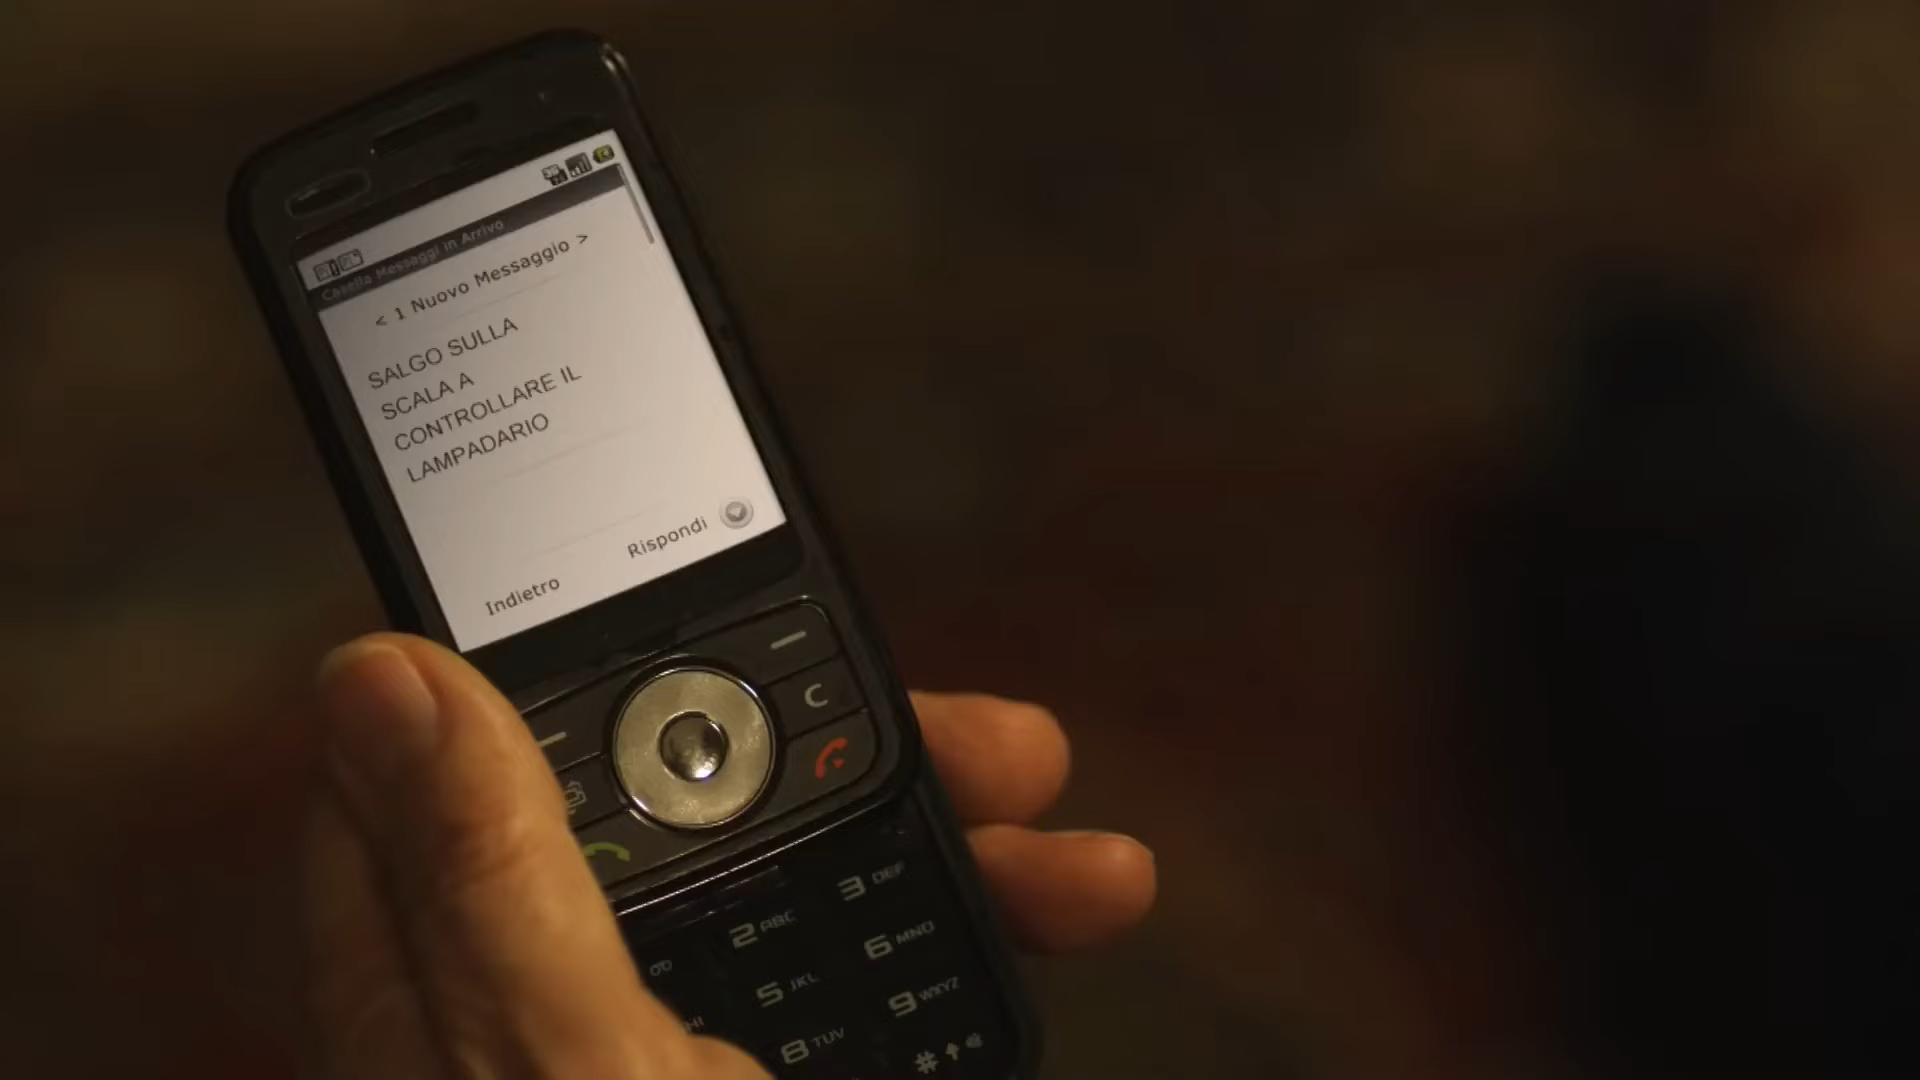 Casella Messaggi in Arrivo
< 1 Nuovo Messaggio >
SALGO SULLA
SCALA A
CONTROLLARE IL
LAMPADARIO
Rispondi
Indietro
C
3 DEF
2 ABC
6 MNO
5 JKL
9 WXYZ
8 TUV
#